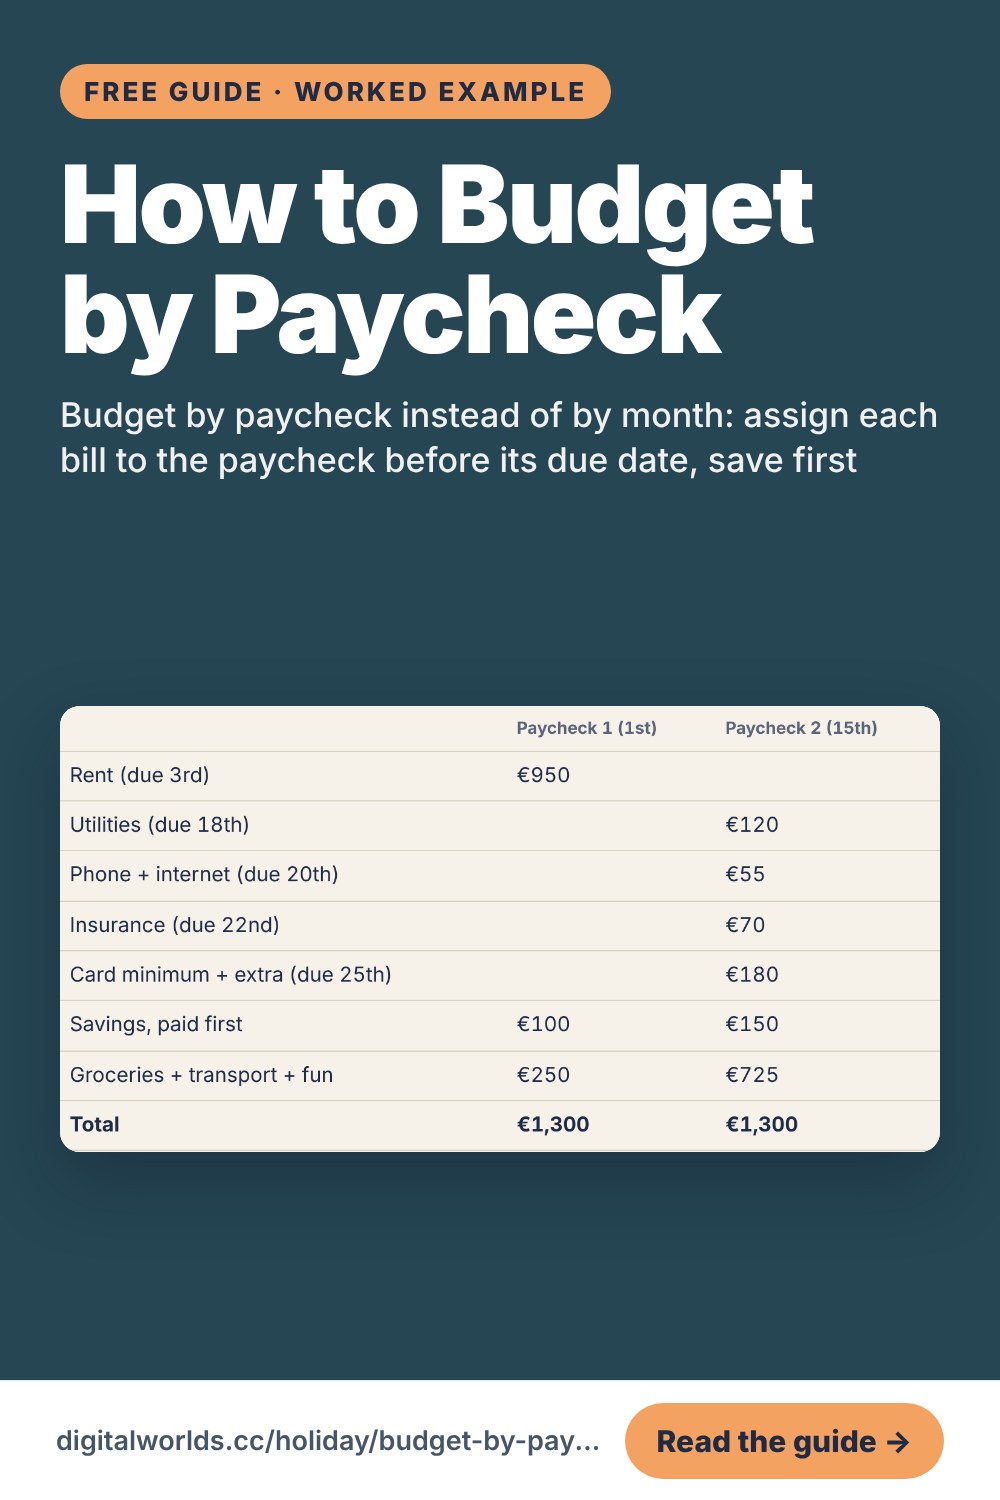 FREE GUIDE · WORKED EXAMPLE
How to Budget
by Paycheck
Budget by paycheck instead of by month: assign each
bill to the paycheck before its due date, save first
Paycheck 1 (1st) Paycheck 2 (15th)
Rent (due 3rd) €950
Utilities (due 18th) €120
Phone + internet (due 20th) €55
Insurance (due 22nd) €70
Card minimum + extra (due 25th) €180
Savings, paid first €100 €150
Groceries + transport + fun €250 €725
Total €1,300 €1,300
digitalworlds.cc/holiday/budget-by-pay... Read the guide →